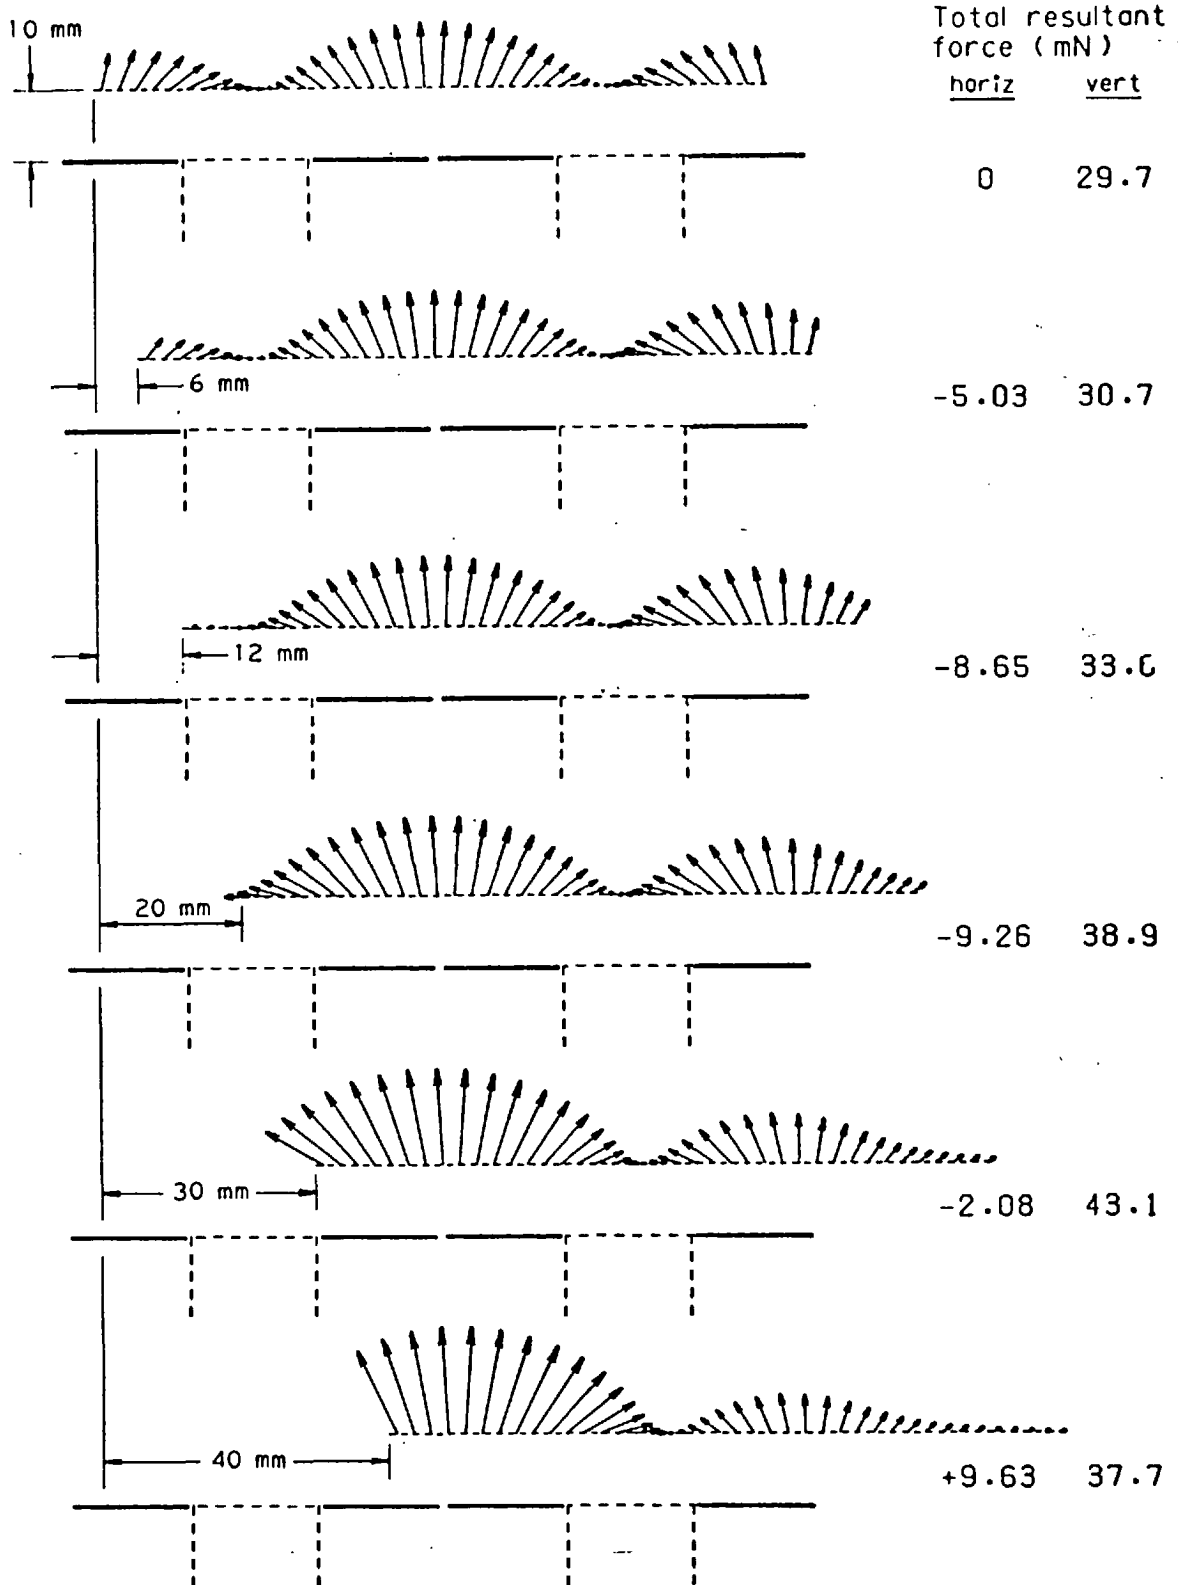 10 mm
Total resultant
force (mN)
horiz vert
0 29.7
6 mm
-5.03 30.7
12 mm
-8.65
20 mm
-9.26 38.9
30 mm
-2.08 43.1
40 mm
+9.63 37.7